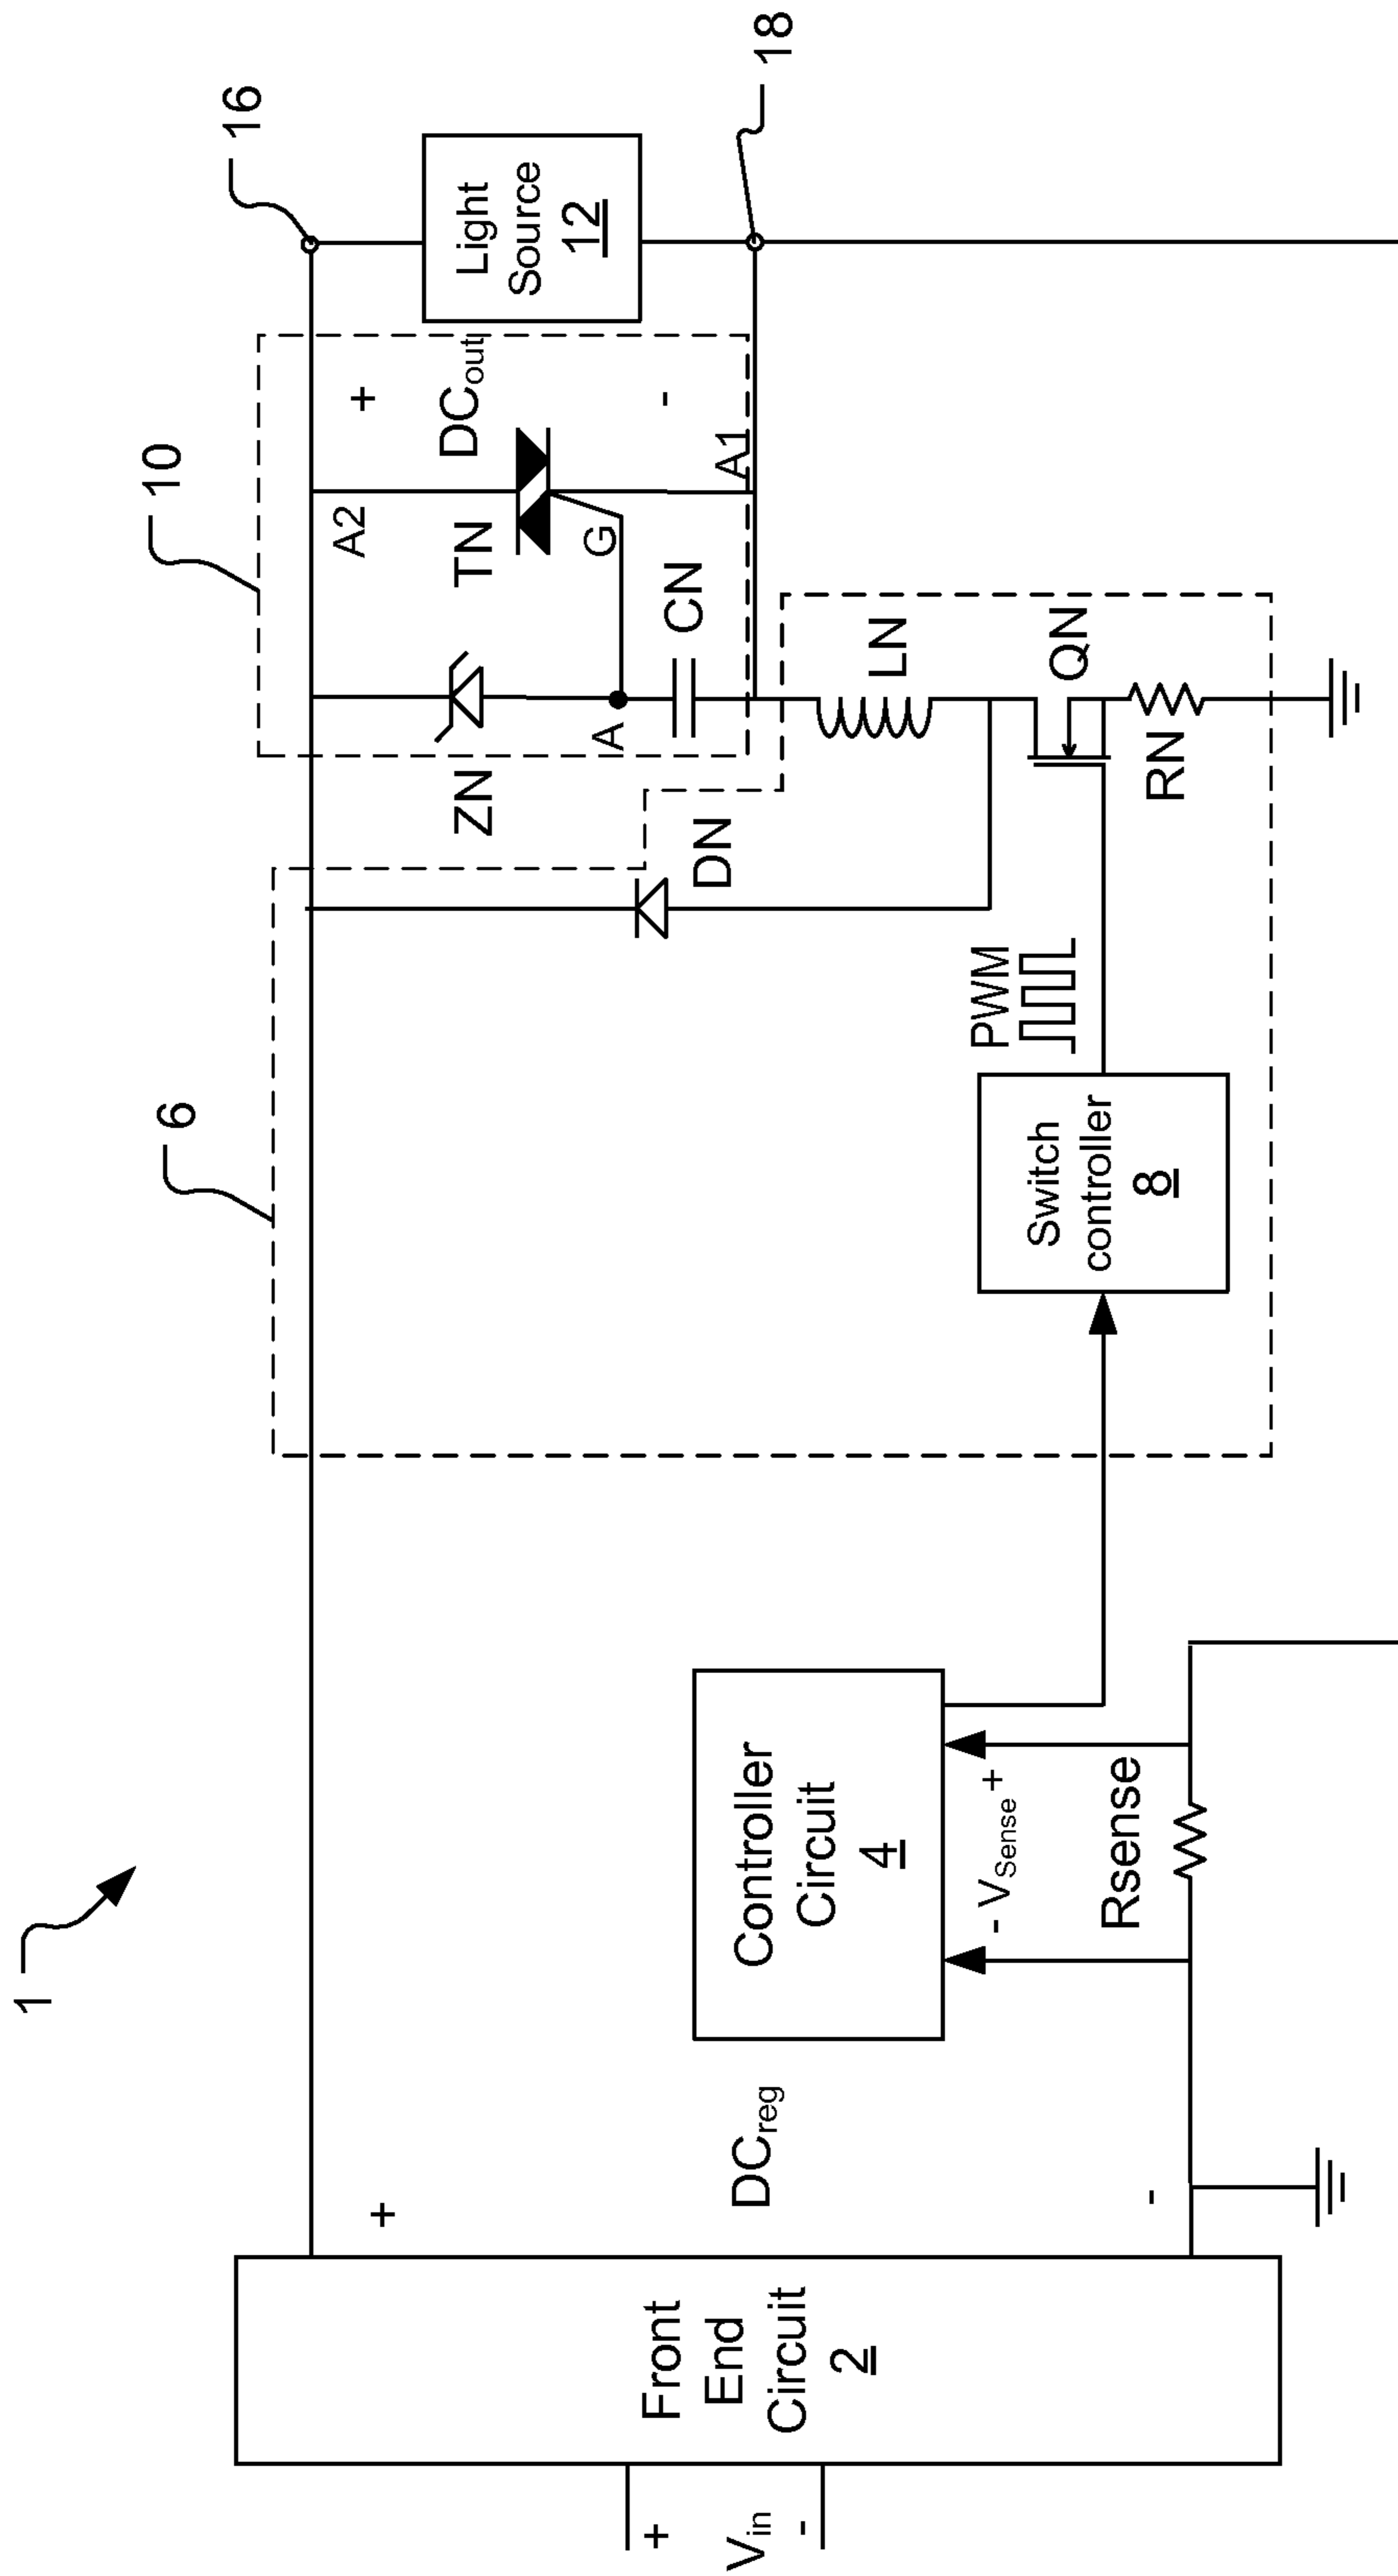 1
6
10
16
18
+
Vin
-
Front
End
Circuit
2
+
DCreg
-
Controller
Circuit
4
- VSense +
Rsense
Switch
controller
8
PWM
DN
ZN
A
CN
A2
TN
G
A1
+
DCout
-
LN
QN
RN
Light
Source
12